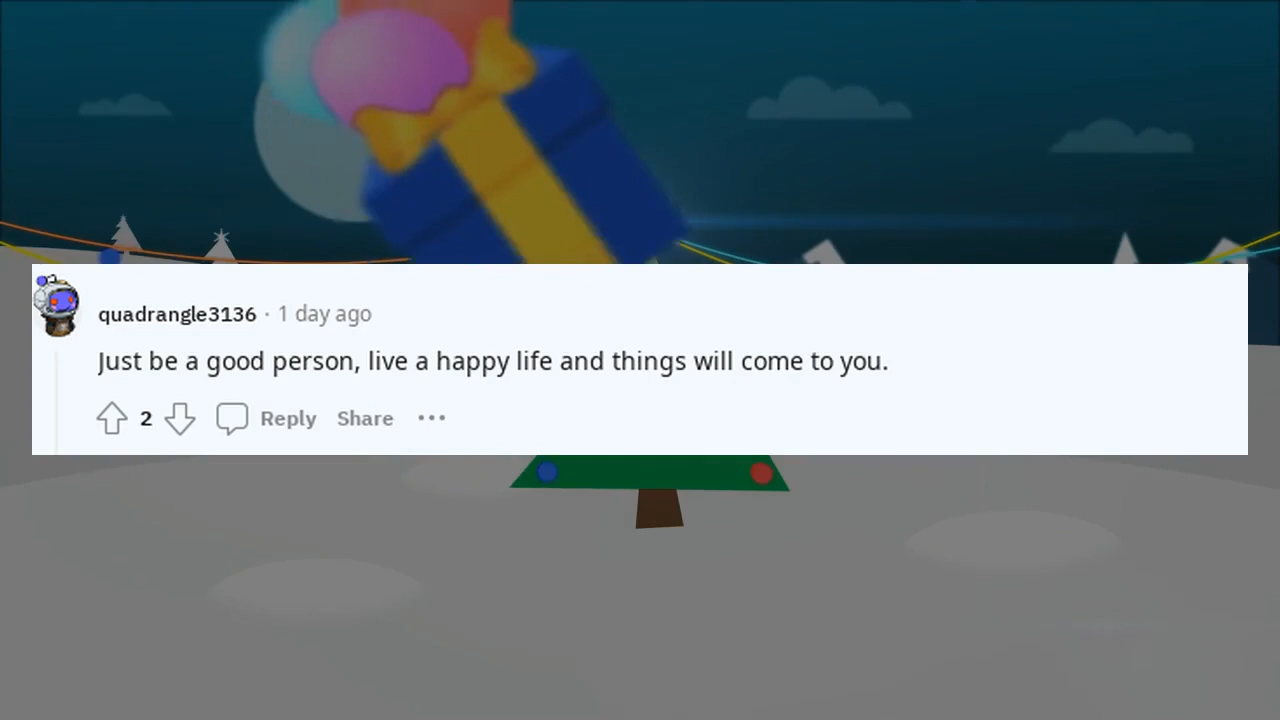 quadrangle3136 · 1 day ago
Just be a good person, live a happy life and things will come to you.
2 Reply Share ···